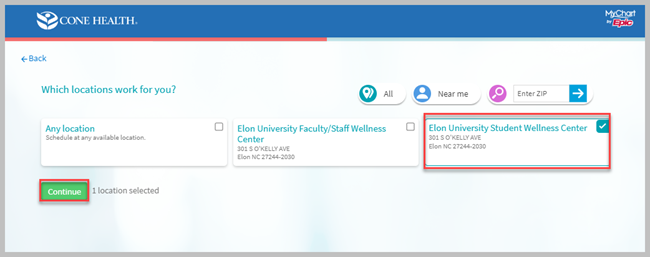 CONE HEALTH®
MyChart
by Epic
Back
Which locations work for you?
All
Near me
Enter ZIP
Any location
Schedule at any available location.
Elon University Faculty/Staff Wellness
Center
301 S O'KELLY AVE
Elon NC 27244-2030
Elon University Student Wellness Center
301 S O'KELLY AVE
Elon NC 27244-2030
Continue
1 location selected